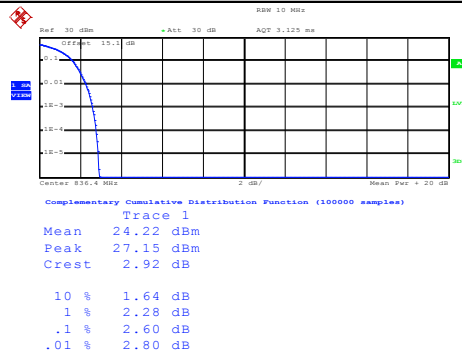 RBW 10 MHz
Ref 30 dBm Att 30 dB AQT 3.125 ms
Offset 15.1 dB
0.1
0.01
1E-3
1E-4
1E-5
A
1 SA
VIEW
LV
Center 836.4 MHz 2 dB/ Mean Pwr + 20 dB
Complementary Cumulative Distribution Function (100000 samples)
Trace 1
Mean 24.22 dBm
Peak 27.15 dBm
Crest 2.92 dB
10 % 1.64 dB
1 % 2.28 dB
.1 % 2.60 dB
.01 % 2.80 dB